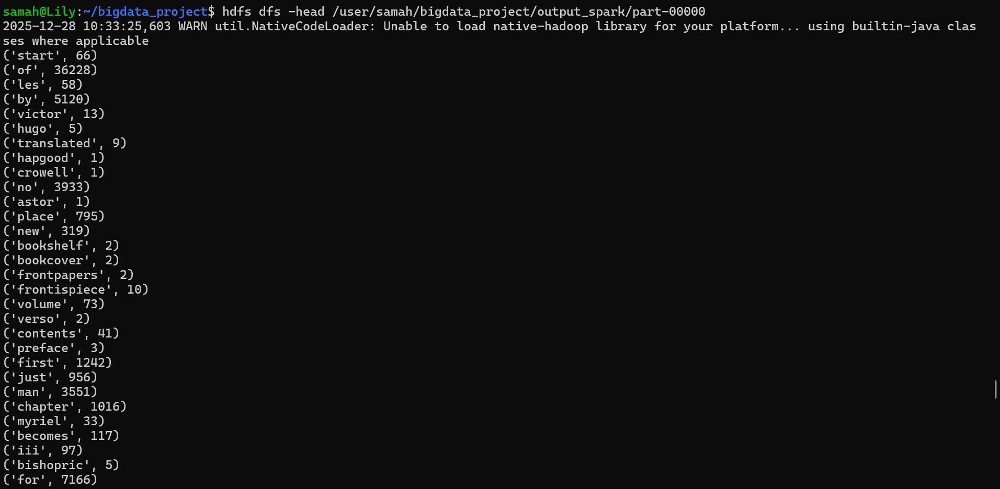 samah@Lily:~/bigdata_project$ hdfs dfs -head /user/samah/bigdata_project/output_spark/part-00000
2025-12-28 10:33:25,603 WARN util.NativeCodeLoader: Unable to load native-hadoop library for your platform... using builtin-java clas
ses where applicable
('start', 66)
('of', 36228)
('les', 58)
('by', 5120)
('victor', 13)
('hugo', 5)
('translated', 9)
('hapgood', 1)
('crowell', 1)
('no', 3933)
('astor', 1)
('place', 795)
('new', 319)
('bookshelf', 2)
('bookcover', 2)
('frontpapers', 2)
('frontispiece', 10)
('volume', 73)
('verso', 2)
('contents', 41)
('preface', 3)
('first', 1242)
('just', 956)
('man', 3551)
('chapter', 1016)
('myriel', 33)
('becomes', 117)
('iii', 97)
('bishopric', 5)
('for', 7166)